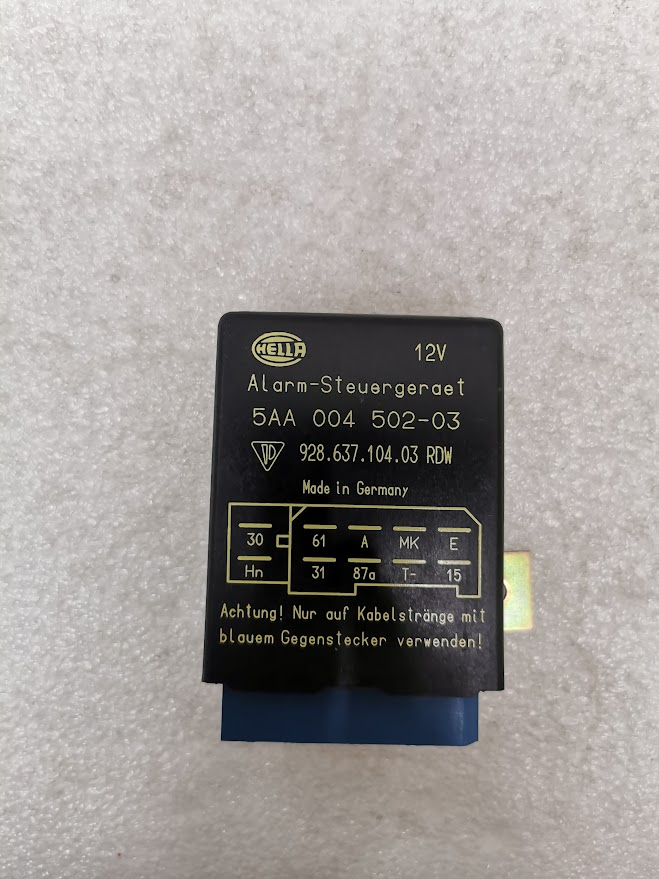 HELLA 12V
Alarm-Steuergeraet
5AA 004 502-03
928.637.104.03 RDW
Made in Germany
30 61 A MK E
Hn 31 87a T- 15
Achtung! Nur auf Kabelstränge mit
blauem Gegenstecker verwenden!